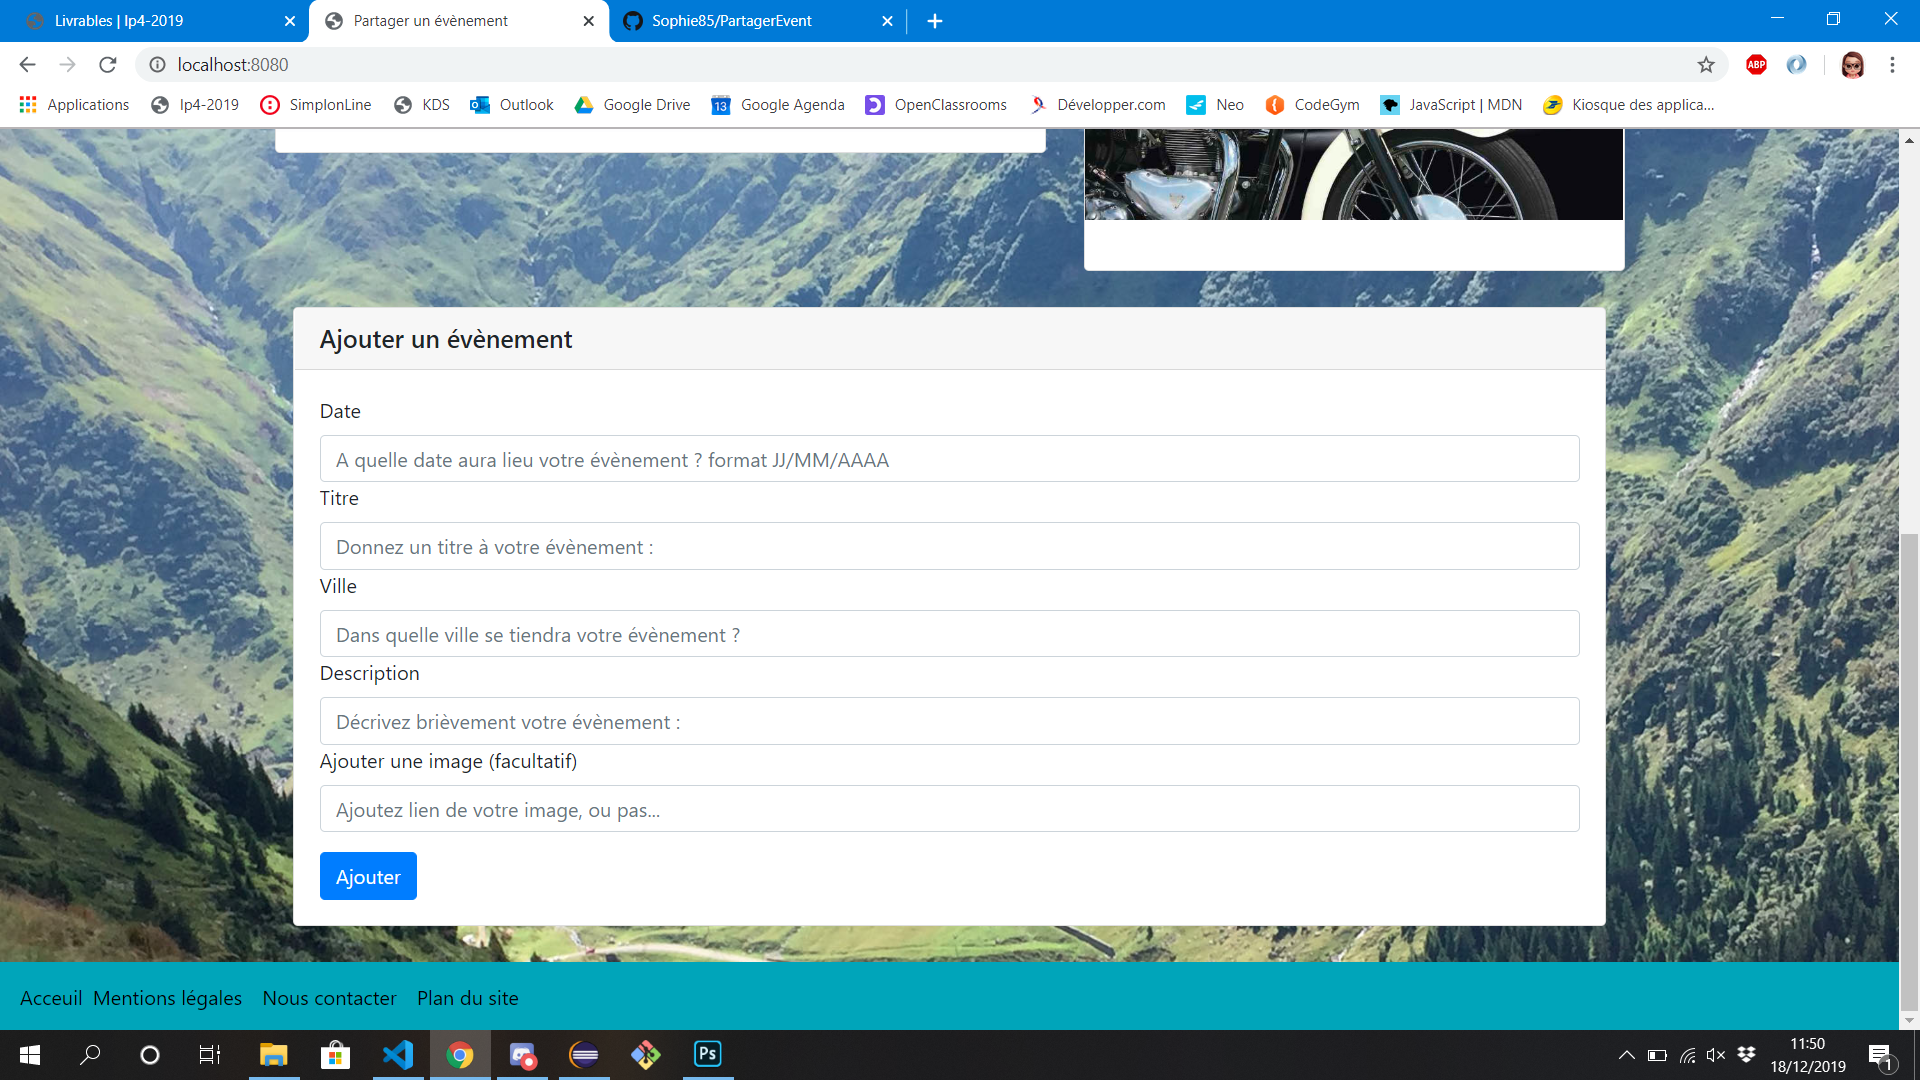 Livrables | Ip4-2019
Partager un évènement
Sophie85/PartagerEvent
localhost:8080
ABP
Applications
Ip4-2019
SimplonLine
KDS
Outlook
Google Drive
13
Google Agenda
OpenClassrooms
Développer.com
Neo
CodeGym
JavaScript | MDN
Kiosque des applica...
Ajouter un évènement
Date
A quelle date aura lieu votre évènement ? format JJ/MM/AAAA
Titre
Donnez un titre à votre évènement :
Ville
Dans quelle ville se tiendra votre évènement ?
Description
Décrivez brièvement votre évènement :
Ajouter une image (facultatif)
Ajoutez lien de votre image, ou pas...
Ajouter
Acceuil Mentions légales Nous contacter Plan du site
Ps
11:50
18/12/2019
1